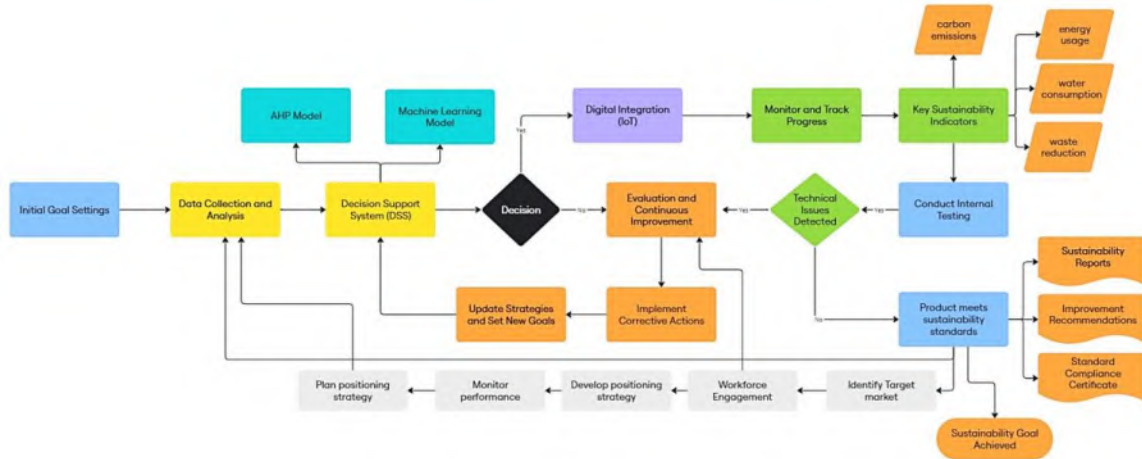 carbon
emissions
energy
usage
AHP Model
Machine Learning
Model
Digital Integration
(IoT)
Monitor and Track
Progress
Key Sustainability
Indicators
water
consumption
waste
reduction
Yes
Initial Goal Settings
Data Collection and
Analysis
Decision Support
System (DSS)
Decision
No
Evaluation and
Continuous
Improvement
Yes
Technical
Issues
Detected
Yes
Conduct Internal
Testing
Sustainability
Reports
Update Strategies
and Set New Goals
Implement
Corrective Actions
No
Product meets
sustainability
standards
Improvement
Recommendations
Standard
Compliance
Certificate
Plan positioning
strategy
Monitor
performance
Develop positioning
strategy
Workforce
Engagement
Identify Target
market
Sustainability Goal
Achieved